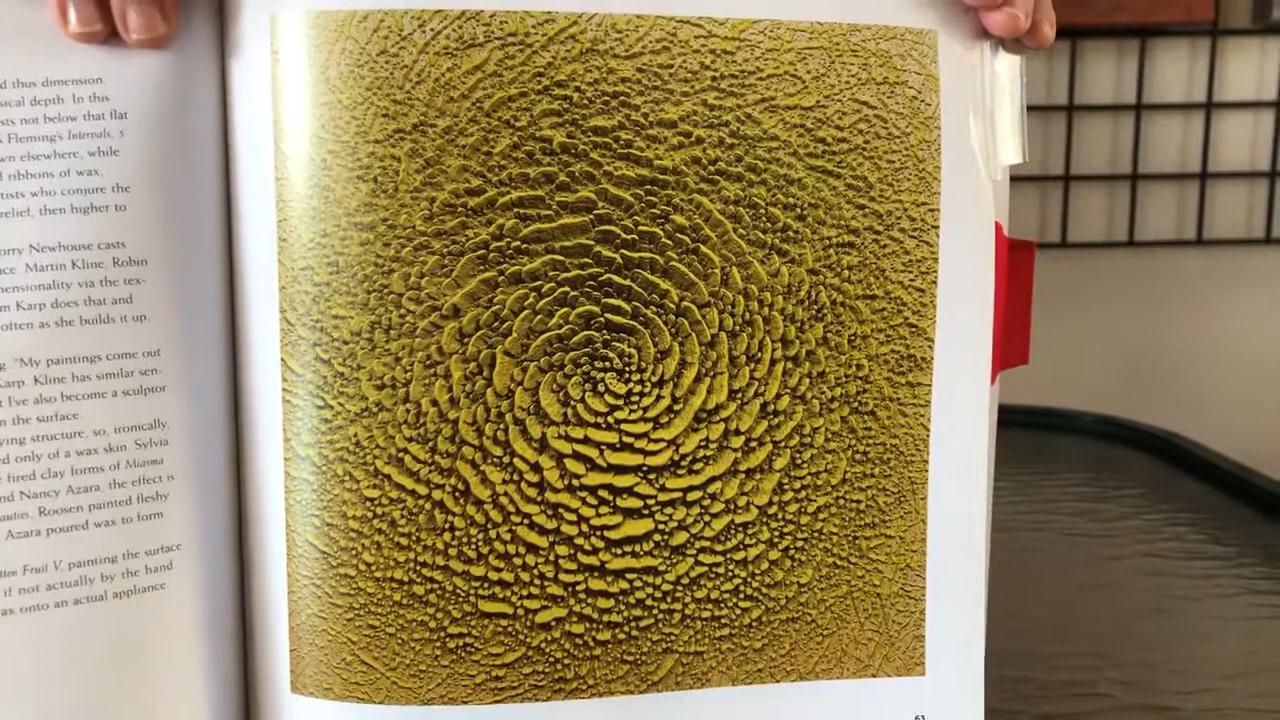 d thus dimension.
sical depth. In this
sts not below that flat
s Fleming's Intervals, s
wn elsewhere, while
d ribbons of wax,
tists who conjure the
relief, then higher to
orry Newhouse casts
ce. Martin Kline, Robin
nensionality via the tex-
m Karp does that and
often as she builds it up.
g. "My paintings come out
Karp. Kline has similar sen-
t I've also become a sculptor
n the surface.
ying structure, so, ironically,
ed only of a wax skin. Sylvia
e fired clay forms of Miasma
nd Nancy Azara, the effect is
auties, Roosen painted fleshy
Azara poured wax to form
tten Fruit V, painting the surface
if not actually by the hand
ax onto an actual appliance.
63